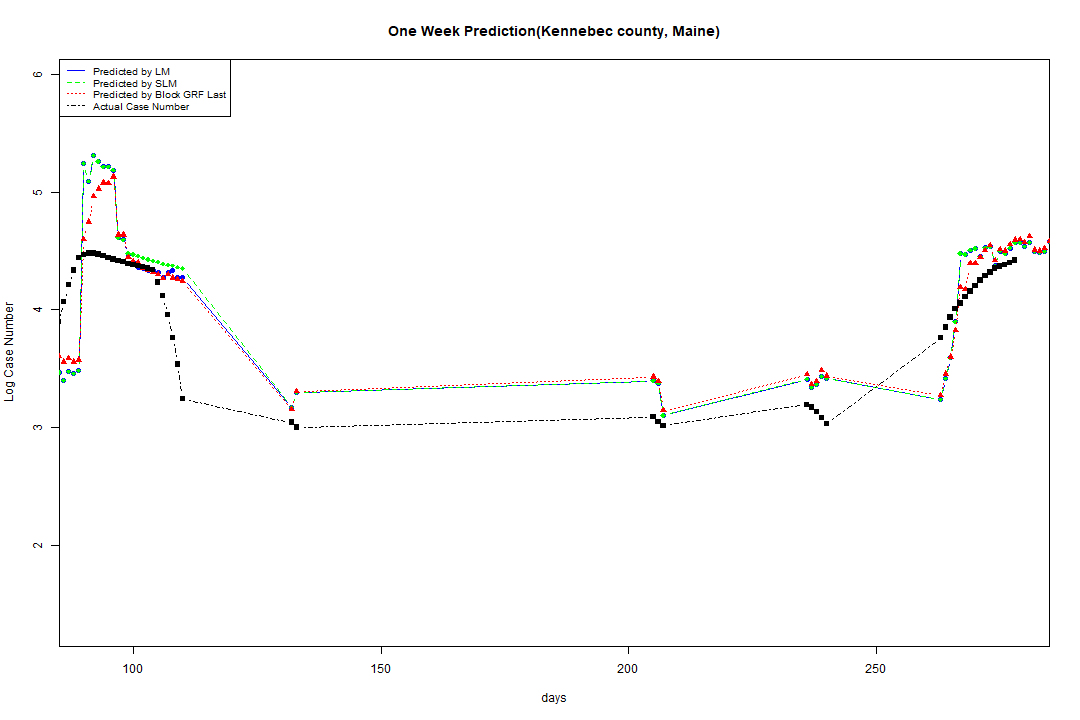 One Week Prediction(Kennebec county, Maine)
Predicted by LM
Predicted by SLM
Predicted by Block GRF Last
Actual Case Number
6
5
4
3
2
Log Case Number
100 150 200 250
days